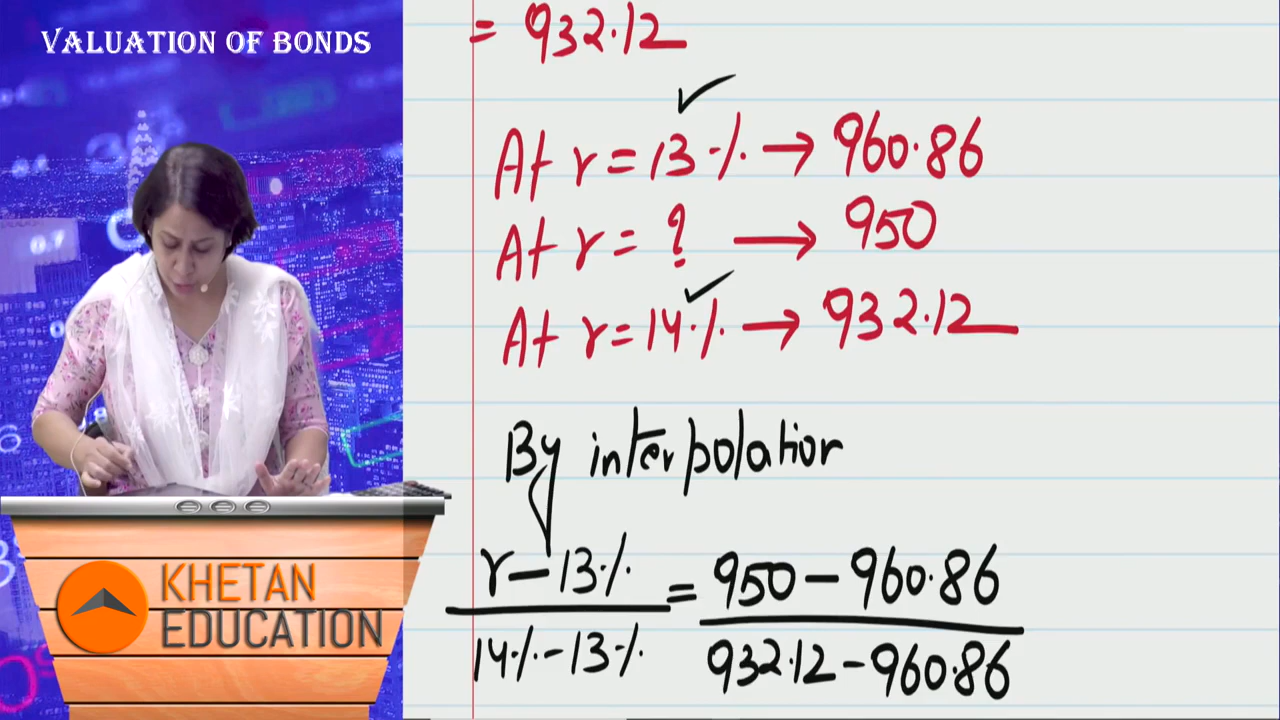 VALUATION OF BONDS
= 932.12
At r = 13 % → 960.86
At r = ? → 950
At r = 14 % → 932.12
By interpolation
r - 13 % / 14 % - 13 % = 950 - 960.86 / 932.12 - 960.86
KHETAN
EDUCATION